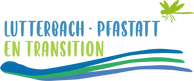 LUTTERBACH · PFASTATT
EN TRANSITION